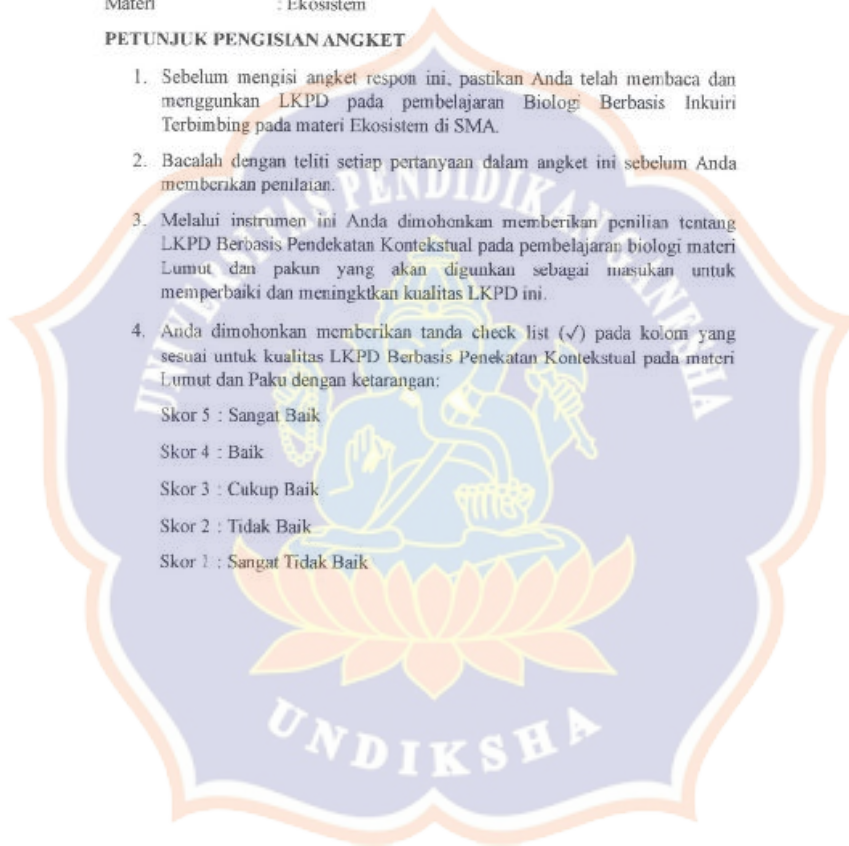 Materi : Ekosistem
PETUNJUK PENGISIAN ANGKET
1. Sebelum mengisi angket respon ini, pastikan Anda telah membaca dan
menggunkan LKPD pada pembelajaran Biologi Berbasis Inkuiri
Terbimbing pada materi Ekosistem di SMA.
2. Bacalah dengan teliti setiap pertanyaan dalam angket ini sebelum Anda
memberikan penilaian.
3. Melalui instrumen ini Anda dimohonkan memberikan penilian tentang
LKPD Berbasis Pendekatan Kontekstual pada pembelajaran biologi materi
Lumut dan pakun yang akan digunkan sebagai masukan untuk
memperbaiki dan meningktkan kualitas LKPD ini.
4. Anda dimohonkan memberikan tanda check list (✓) pada kolom yang
sesuai untuk kualitas LKPD Berbasis Penekatan Kontekstual pada materi
Lumut dan Paku dengan ketarangan:
Skor 5 : Sangat Baik
Skor 4 : Baik
Skor 3 : Cukup Baik
Skor 2 : Tidak Baik
Skor 1 : Sangat Tidak Baik
UNIVERSITAS PENDIDIKAN GANESHA
UNDIKSHA